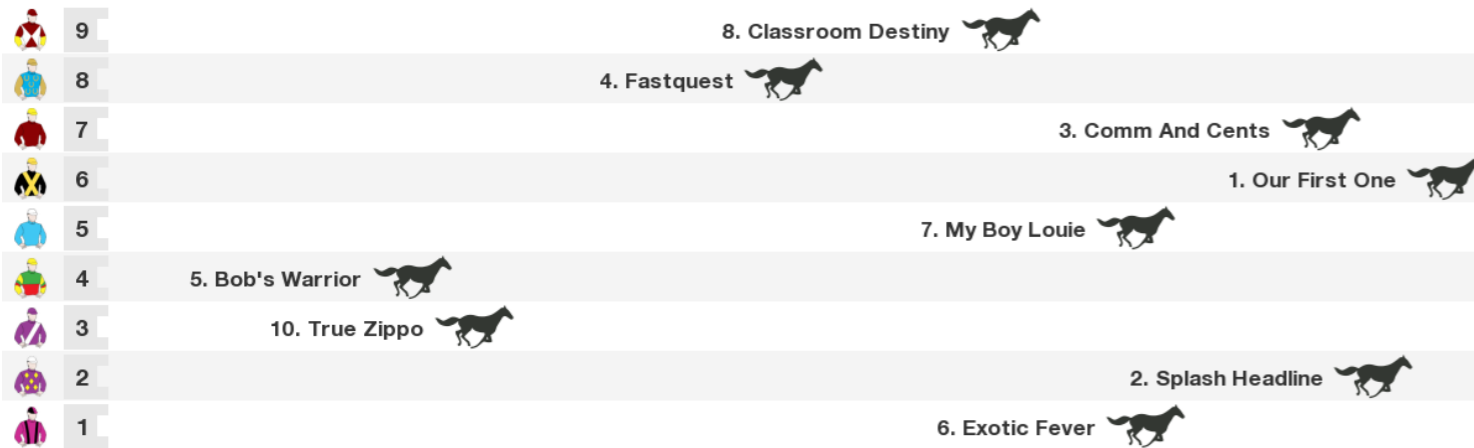 9 8. Classroom Destiny
8 4. Fastquest
7 3. Comm And Cents
6 1. Our First One
5 7. My Boy Louie
4 5. Bob's Warrior
3 10. True Zippo
2 2. Splash Headline
1 6. Exotic Fever